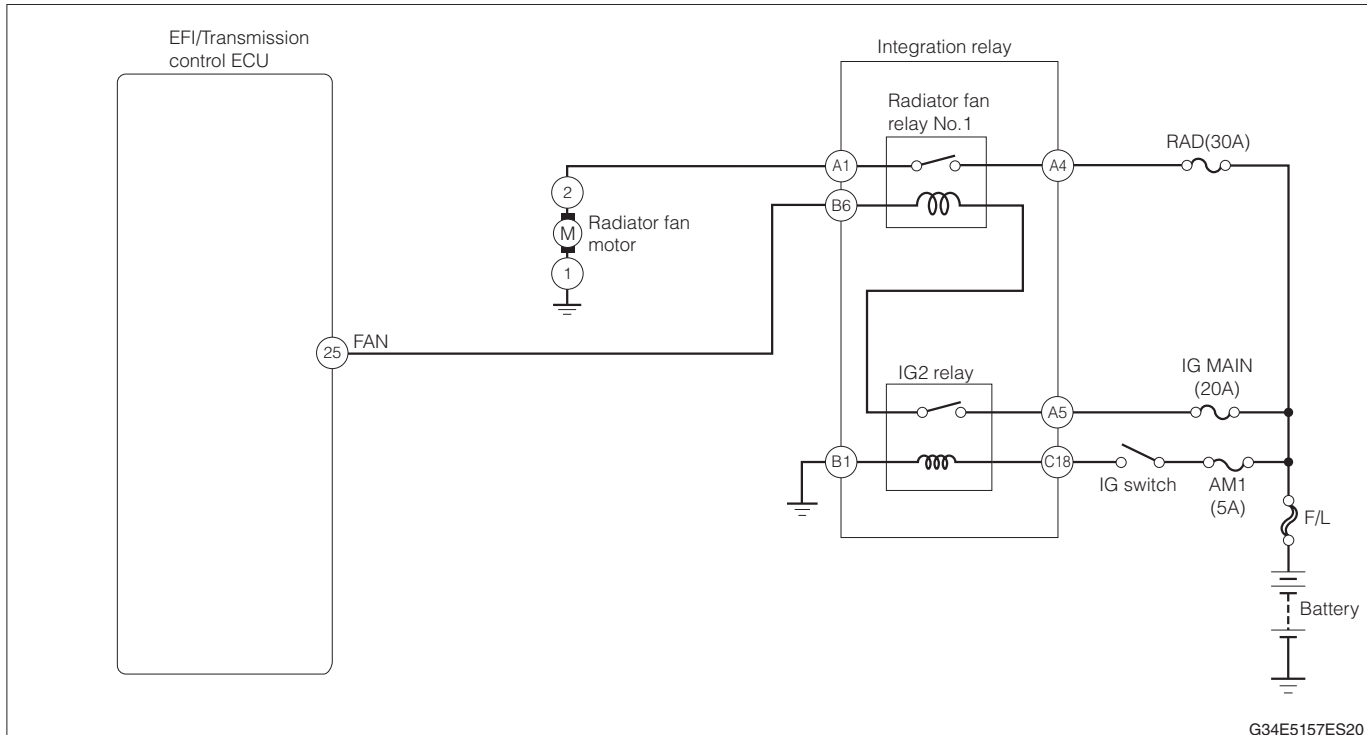 EFI/Transmission
control ECU
Integration relay
Radiator fan
relay No.1
RAD(30A)
A1
A4
2
B6
M
Radiator fan
motor
1
25
FAN
IG2 relay
IG MAIN
(20A)
A5
B1
C18
IG switch
AM1
(5A)
F/L
Battery
G34E5157ES20